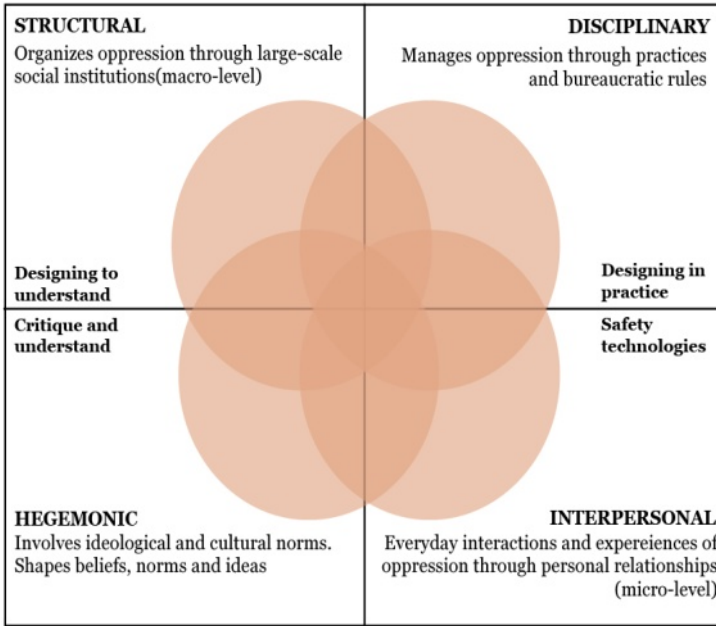 STRUCTURAL
Organizes oppression through large-scale
social institutions(macro-level)
DISCIPLINARY
Manages oppression through practices
and bureaucratic rules
Designing to
understand
Designing in
practice
Critique and
understand
Safety
technologies
HEGEMONIC
Involves ideological and cultural norms.
Shapes beliefs, norms and ideas
INTERPERSONAL
Everyday interactions and expereiences of
oppression through personal relationships
(micro-level)